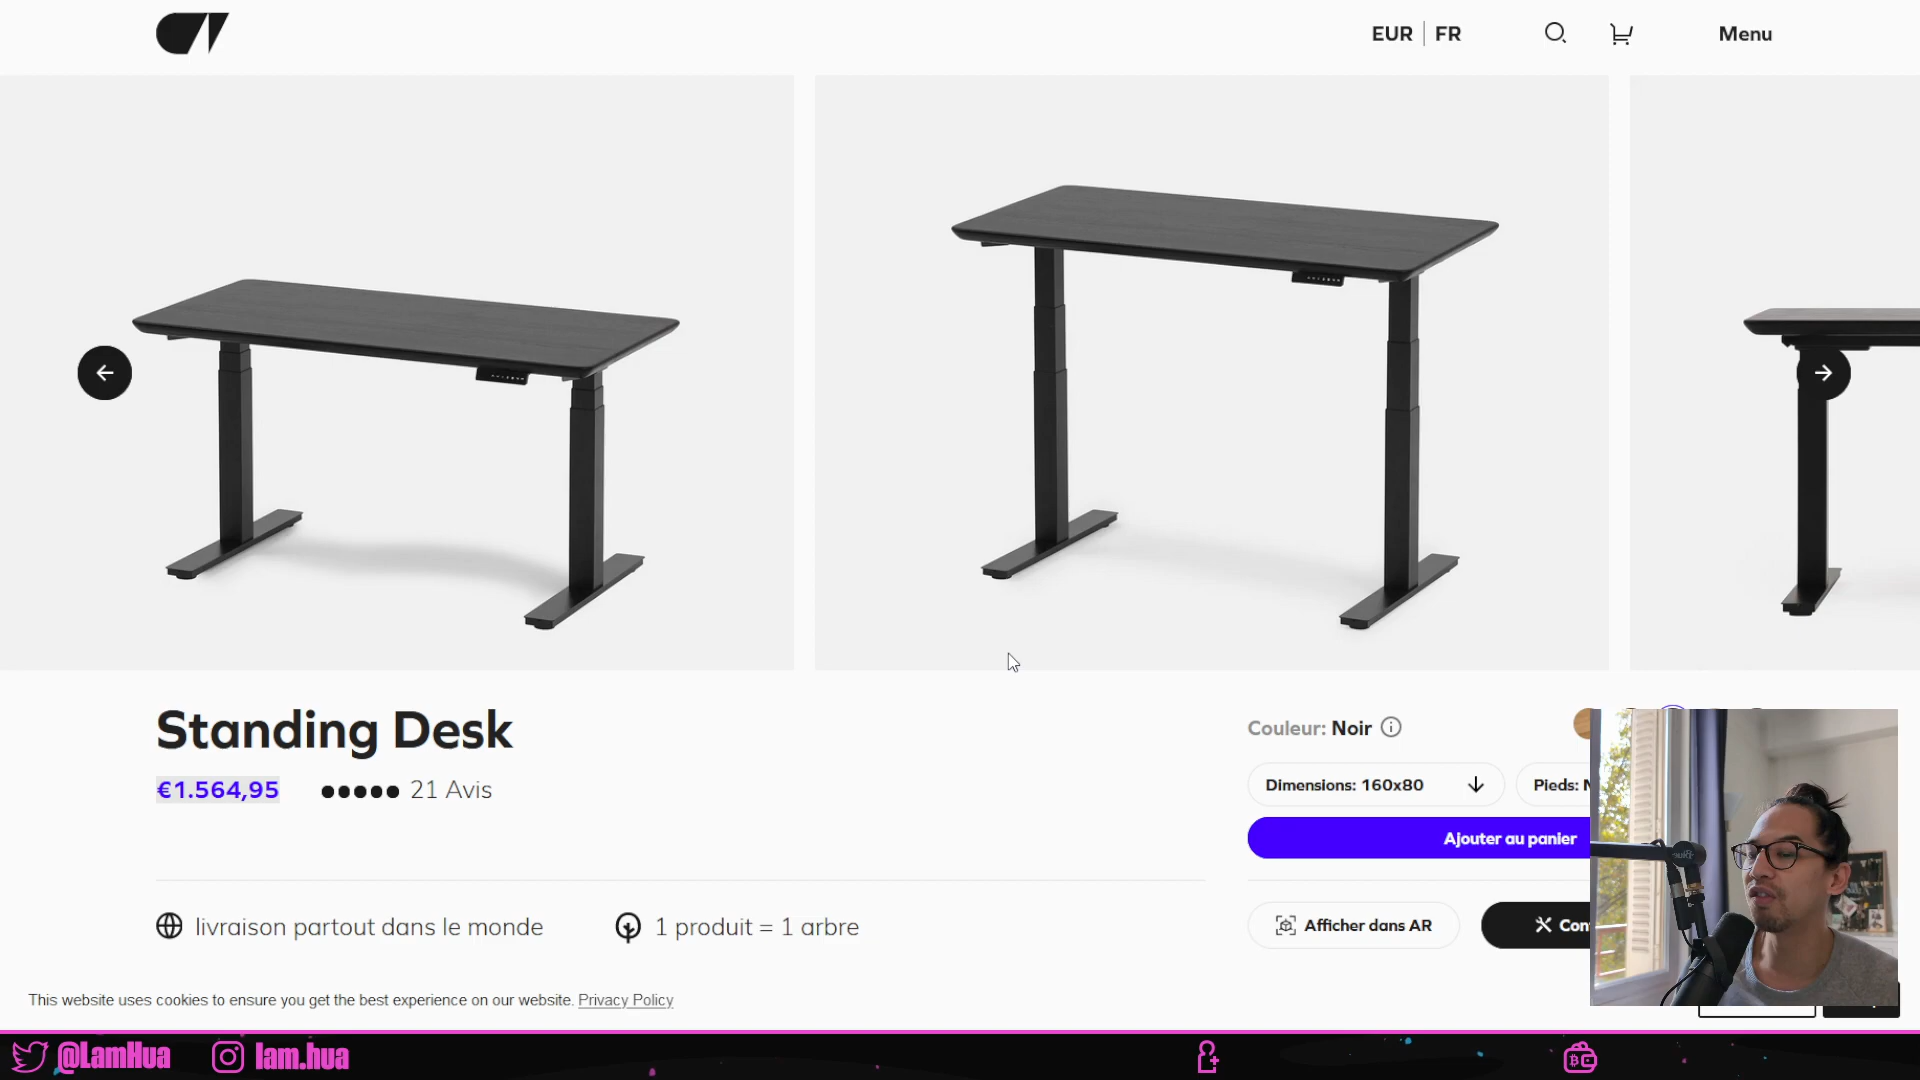 EUR | FR
Menu
Standing Desk
€1.564,95
21 Avis
Couleur: Noir
Dimensions: 160x80
Pieds:
Ajouter au panier
livraison partout dans le monde
1 produit = 1 arbre
Afficher dans AR
This website uses cookies to ensure you get the best experience on our website. Privacy Policy
@LamHua
lam.hua